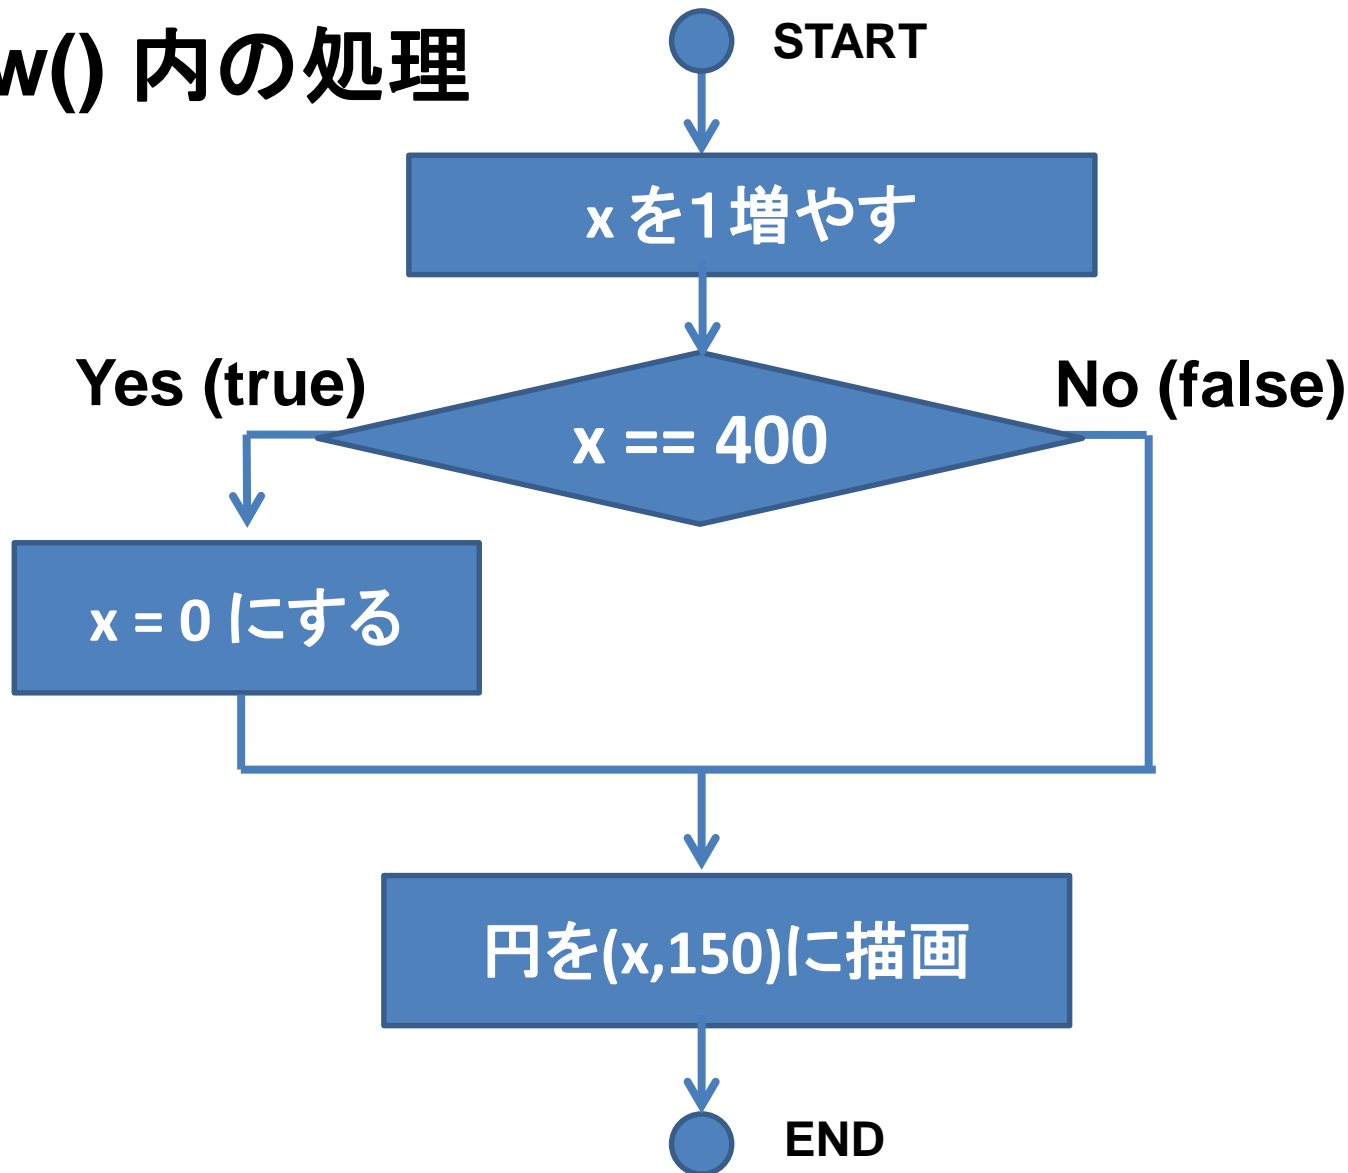 w() 内の処理
START
x を１増やす
Yes (true)
No (false)
x == 400
x = 0 にする
円を(x,150)に描画
END